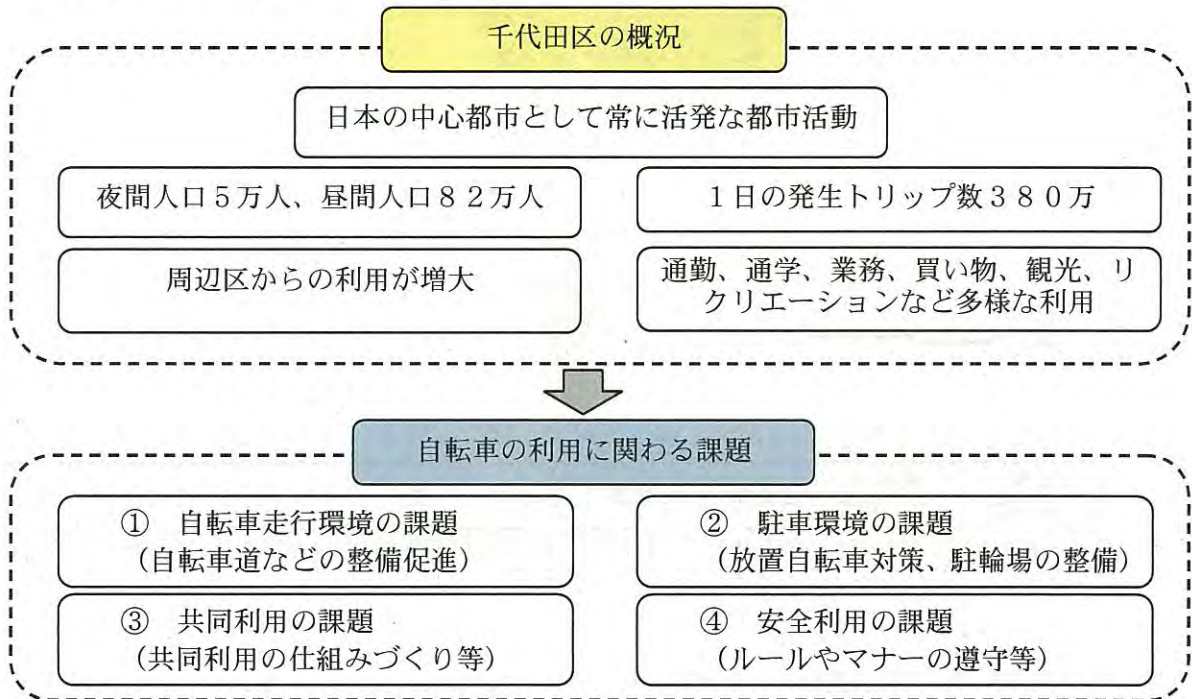 千代田区の概況
日本の中心都市として常に活発な都市活動
夜間人口5万人、昼間人口82万人
1日の発生トリップ数380万
周辺区からの利用が増大
通勤、通学、業務、買い物、観光、リ
クリエーションなど多様な利用
自転車の利用に関わる課題
① 自転車走行環境の課題
(自転車道などの整備促進)
② 駐車環境の課題
(放置自転車対策、駐輪場の整備)
③ 共同利用の課題
(共同利用の仕組みづくり等)
④ 安全利用の課題
(ルールやマナーの遵守等)